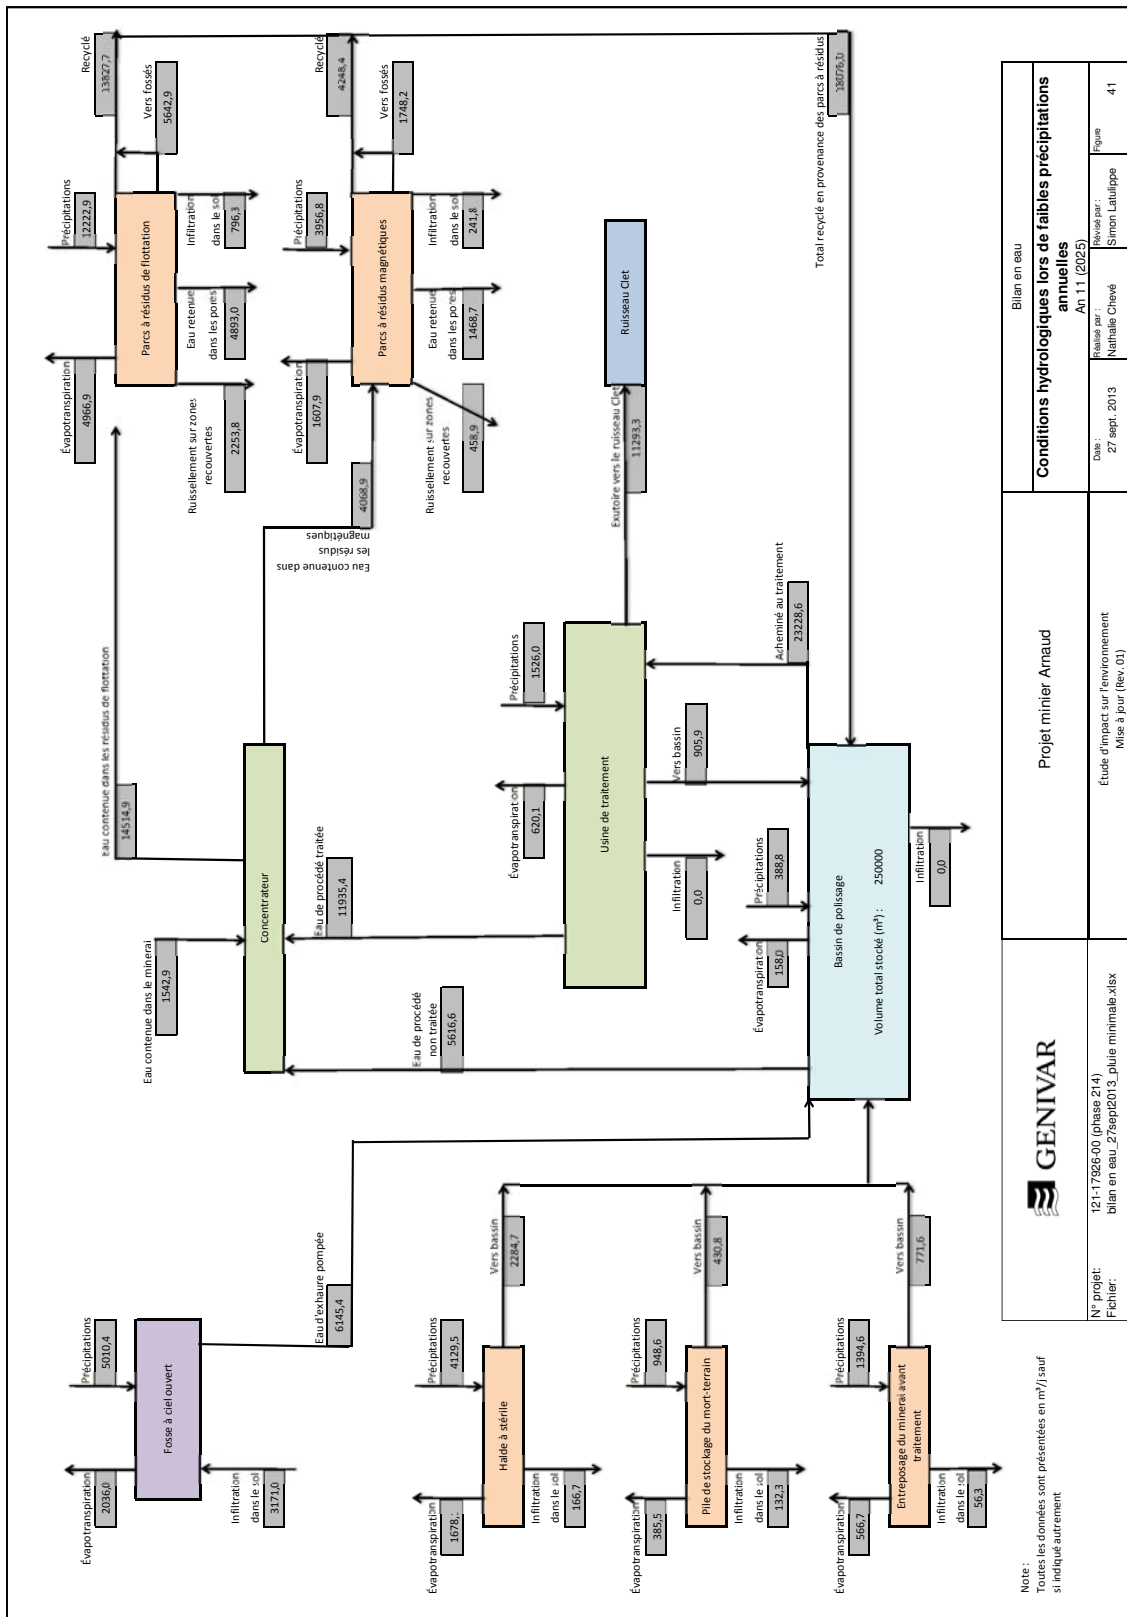 Évapotranspiration
2036,0
Précipitations
5010,4
Fosse à ciel ouvert
Infiltration
dans le sol
3171,0
Eau d'exhaure pompée
6145,4
Évapotranspiration
Précipitations
4129,5
Halde à stérile
Infiltration
dans le sol
166,7
Vers bassin
2284,7
Évapotranspiration
385,5
Précipitations
948,6
Pile de stockage du mort-terrain
Infiltration
dans le sol
132,3
Vers bassin
430,8
Évapotranspiration
566,7
Précipitations
1394,6
Entreposage du minerai avant
traitement
Infiltration
dans le sol
56,3
Vers bassin
771,6
Eau contenue dans le minerai
1542,9
Concentrateur
Eau de procédé
non traitée
5616,6
Eau de procédé traitée
11935,4
Eau contenue dans les résidus de flottation
14514,9
Eau contenue dans
les résidus
magnétiques
4068,9
Évapotranspiration
620,1
Précipitations
1526,0
Usine de traitement
Infiltration
0,0
Vers bassin
905,9
Acheminé au traitement
23228,6
Évapotranspiration
158,0
Précipitations
388,8
Bassin de polissage
Volume total stocké (m³) : 250000
Infiltration
0,0
Exutoire vers le ruisseau Clet
11293,3
Ruisseau Clet
Évapotranspiration
4966,9
Précipitations
12222,9
Parcs à résidus de flottation
Ruissellement sur zones
recouvertes
2253,8
Eau retenue
dans les pores
4893,0
Infiltration
dans le sol
796,3
Vers fossés
5642,9
Recyclé
13827,7
Évapotranspiration
1607,9
Précipitations
3956,8
Parcs à résidus magnétiques
Ruissellement sur zones
recouvertes
458,9
Eau retenue
dans les pores
1468,7
Infiltration
dans le sol
241,8
Vers fossés
1748,2
Recyclé
4248,4
Total recyclé en provenance des parcs à résidus
18076,0
Note :
Toutes les données sont présentées en m³/j sauf
si indiqué autrement
GENIVAR
N° projet: 121-17926-00 (phase 214)
Fichier: bilan en eau_27sept2013_pluie minimale.xlsx
Projet minier Arnaud
Étude d'impact sur l'environnement
Mise à jour (Rev. 01)
Bilan en eau
Conditions hydrologiques lors de faibles précipitations
annuelles
An 11 (2025)
Date : Réalisé par : Révisé par : Figure
27 sept. 2013 Nathalie Chevé Simon Latulippe 41